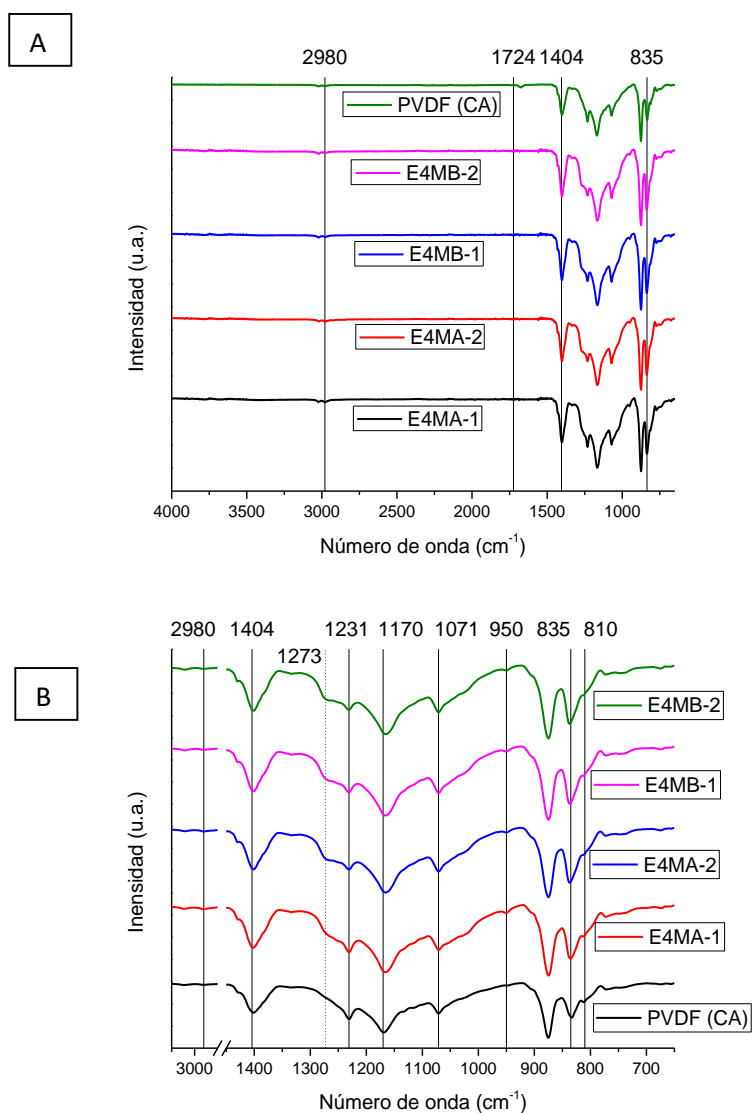 A
2980 1724 1404 835
PVDF (CA)
E4MB-2
E4MB-1
E4MA-2
E4MA-1
Intensidad (u.a.)
4000 3500 3000 2500 2000 1500 1000
Número de onda (cm⁻¹)
B
2980 1404 1231 1170 1071 950 835 810
1273
E4MB-2
E4MB-1
E4MA-2
E4MA-1
PVDF (CA)
Inensidad (u.a.)
3000 1400 1300 1200 1100 1000 900 800 700
Número de onda (cm⁻¹)